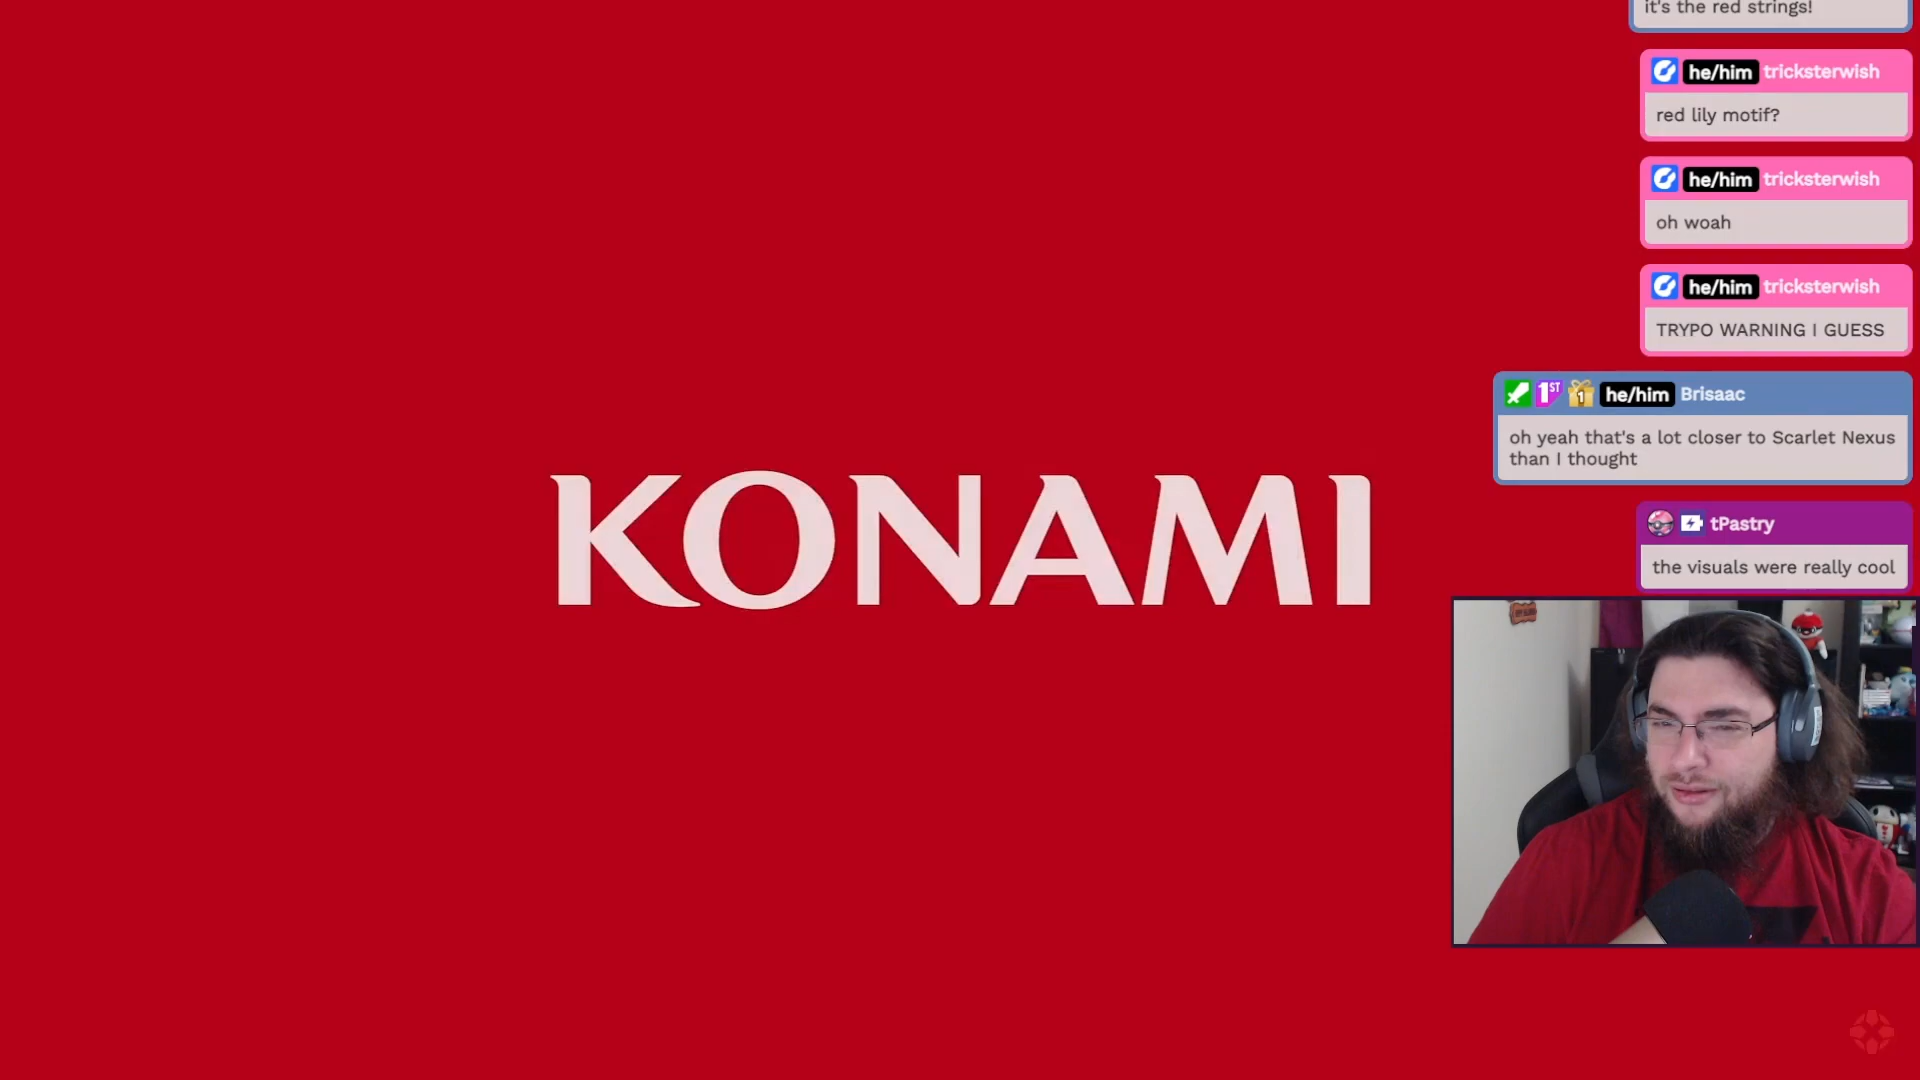 it's the red strings!
he/him tricksterwish
red lily motif?
he/him tricksterwish
oh woah
he/him tricksterwish
TRYPO WARNING I GUESS
1ST 1 he/him Brisaac
oh yeah that's a lot closer to Scarlet Nexus
than I thought
tPastry
the visuals were really cool
KONAMI